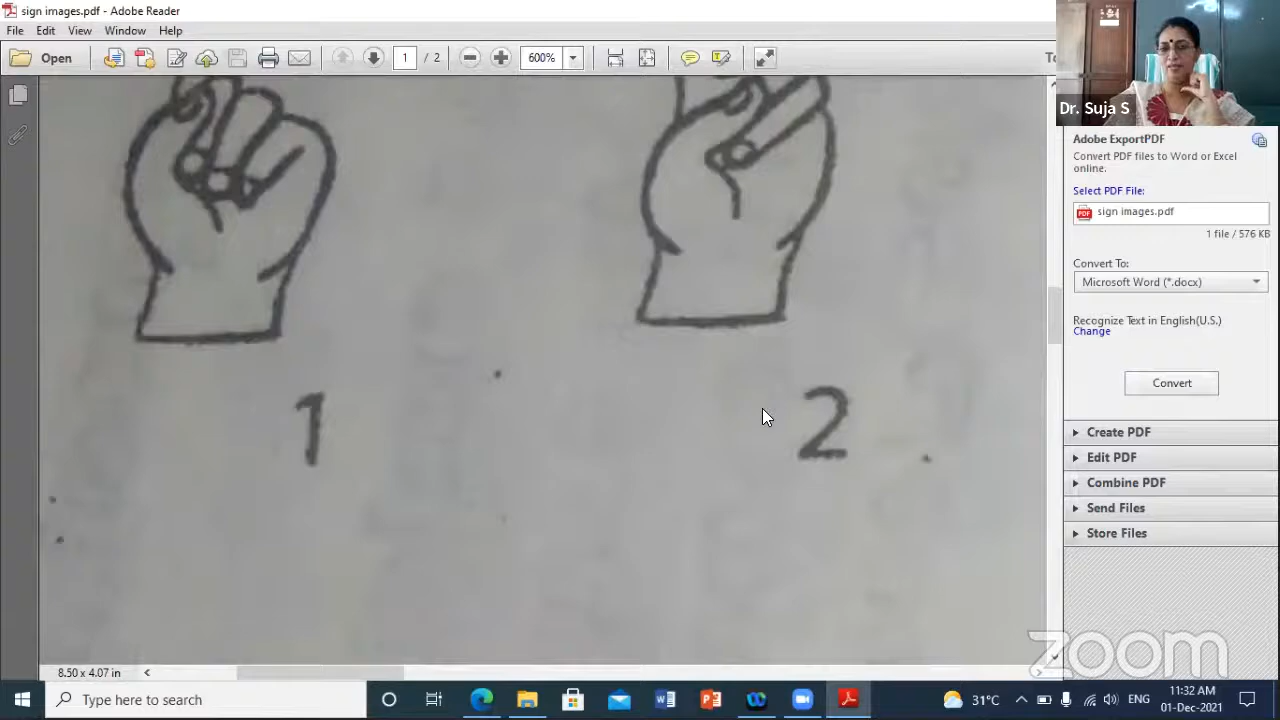 sign images.pdf - Adobe Reader
File Edit View Window Help
Open
1 / 2
600%
To
Dr. Suja S
Adobe ExportPDF
Convert PDF files to Word or Excel
online.
Select PDF File:
PDF sign images.pdf
1 file / 576 KB
Convert To:
Microsoft Word (*.docx)
Recognize Text in English(U.S.)
Change
Convert
Create PDF
Edit PDF
Combine PDF
Send Files
Store Files
1
2
zoom
8.50 x 4.07 in
Type here to search
31°C
ENG
11:32 AM
01-Dec-2021